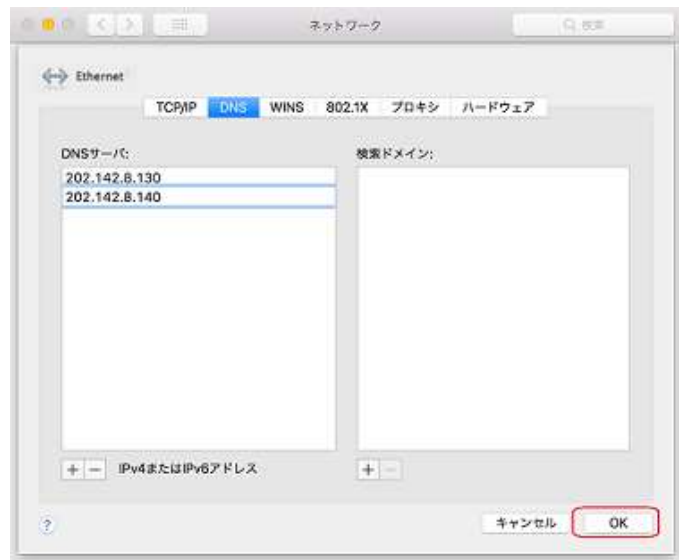 ネットワーク
検索
Ethernet
TCP/IP DNS WINS 802.1X プロキシ ハードウェア
DNSサーバ: 検索ドメイン:
202.142.8.130
202.142.8.140
+ − IPv4またはIPv6アドレス + −
? キャンセル OK